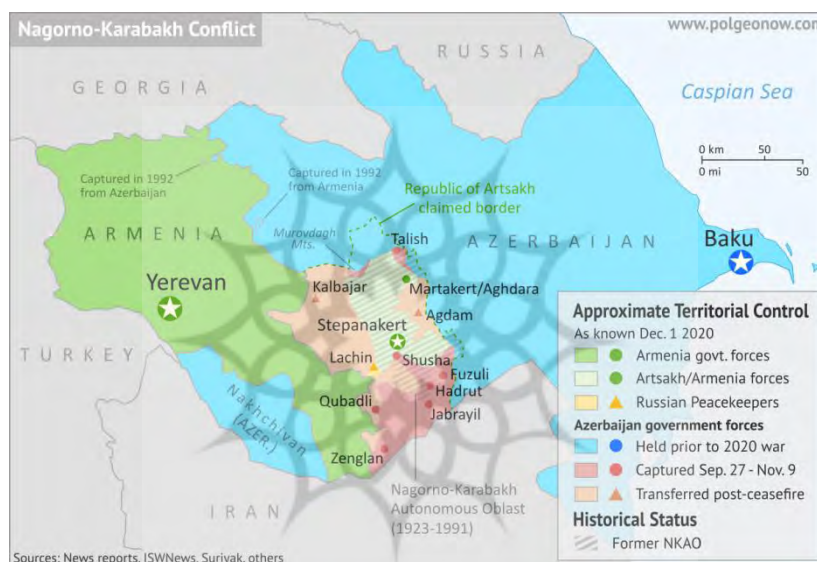 Nagorno-Karabakh Conflict
www.polgeonow.com
RUSSIA
GEORGIA
Caspian Sea
0 km 50
0 mi 50
Captured in 1992
from Azerbaijan
Captured in 1992
from Armenia
Republic of Artsakh
claimed border
Murovdagh
Mts.
Talish
ARMENIA
AZERBAIJAN
Baku
Yerevan
Kalbajar
Martakert/Aghdara
Agdam
Stepanakert
Lachin
Shusha
Fuzuli
Hadrut
Qubadli
Jabrayil
Zenglan
TURKEY
Nakhchivan
(AZER.)
IRAN
Nagorno-Karabakh
Autonomous Oblast
(1923-1991)
Approximate Territorial Control
As known Dec. 1 2020
Armenia govt. forces
Artsakh/Armenia forces
Russian Peacekeepers
Azerbaijan government forces
Held prior to 2020 war
Captured Sep. 27 - Nov. 9
Transferred post-ceasefire
Historical Status
Former NKAO
Sources: News reports, ISWNews, Suriyak, others